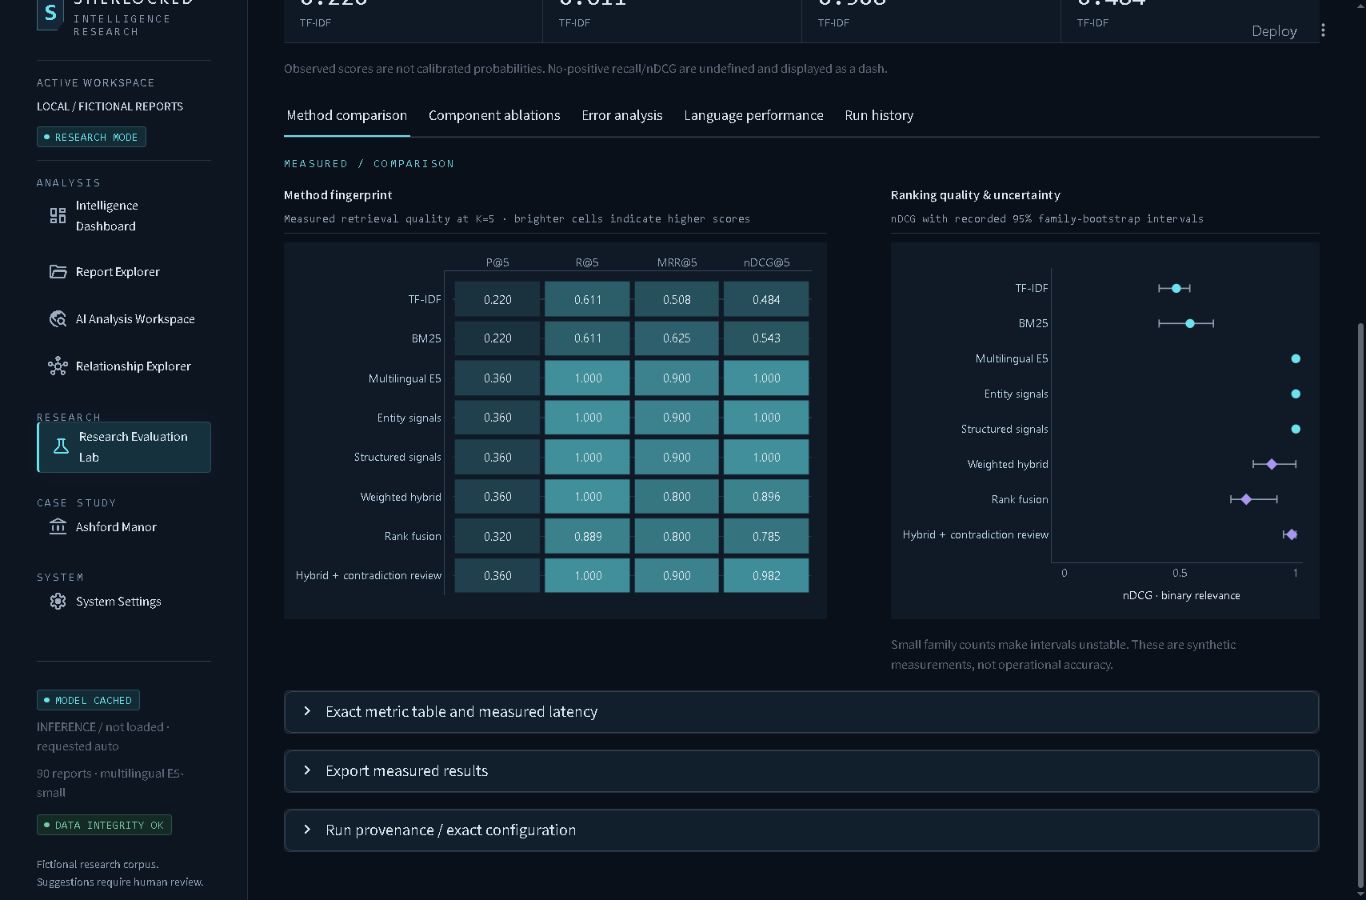 S
SHERLOCKED
INTELLIGENCE
RESEARCH
ACTIVE WORKSPACE
LOCAL / FICTIONAL REPORTS
RESEARCH MODE
ANALYSIS
Intelligence
Dashboard
Report Explorer
AI Analysis Workspace
Relationship Explorer
RESEARCH
Research Evaluation
Lab
CASE STUDY
Ashford Manor
SYSTEM
System Settings
MODEL CACHED
INFERENCE / not loaded ·
requested auto
90 reports · multilingual E5-
small
DATA INTEGRITY OK
Fictional research corpus.
Suggestions require human review.
0.220 0.611 0.508 0.484
TF-IDF TF-IDF TF-IDF TF-IDF
Deploy
Observed scores are not calibrated probabilities. No-positive recall/nDCG are undefined and displayed as a dash.
Method comparison Component ablations Error analysis Language performance Run history
MEASURED / COMPARISON
Method fingerprint
Measured retrieval quality at K=5 · brighter cells indicate higher scores
P@5 R@5 MRR@5 nDCG@5
TF-IDF 0.220 0.611 0.508 0.484
BM25 0.220 0.611 0.625 0.543
Multilingual E5 0.360 1.000 0.900 1.000
Entity signals 0.360 1.000 0.900 1.000
Structured signals 0.360 1.000 0.900 1.000
Weighted hybrid 0.360 1.000 0.800 0.896
Rank fusion 0.320 0.889 0.800 0.785
Hybrid + contradiction review 0.360 1.000 0.900 0.982
Ranking quality & uncertainty
nDCG with recorded 95% family-bootstrap intervals
TF-IDF
BM25
Multilingual E5
Entity signals
Structured signals
Weighted hybrid
Rank fusion
Hybrid + contradiction review
0 0.5 1
nDCG · binary relevance
Small family counts make intervals unstable. These are synthetic
measurements, not operational accuracy.
Exact metric table and measured latency
Export measured results
Run provenance / exact configuration